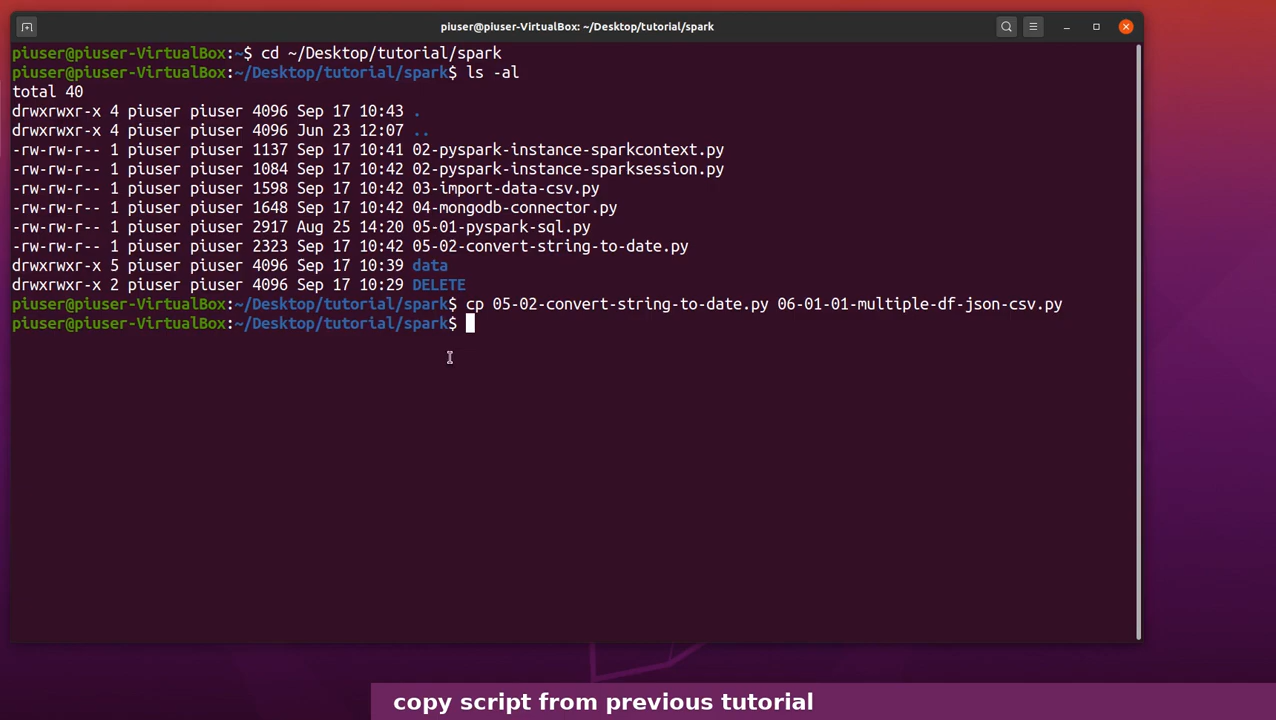 piuser@piuser-VirtualBox: ~/Desktop/tutorial/spark
piuser@piuser-VirtualBox:~$ cd ~/Desktop/tutorial/spark
piuser@piuser-VirtualBox:~/Desktop/tutorial/spark$ ls -al
total 40
drwxrwxr-x 4 piuser piuser 4096 Sep 17 10:43 .
drwxrwxr-x 4 piuser piuser 4096 Jun 23 12:07 ..
-rw-rw-r-- 1 piuser piuser 1137 Sep 17 10:41 02-pyspark-instance-sparkcontext.py
-rw-rw-r-- 1 piuser piuser 1084 Sep 17 10:42 02-pyspark-instance-sparksession.py
-rw-rw-r-- 1 piuser piuser 1598 Sep 17 10:42 03-import-data-csv.py
-rw-rw-r-- 1 piuser piuser 1648 Sep 17 10:42 04-mongodb-connector.py
-rw-rw-r-- 1 piuser piuser 2917 Aug 25 14:20 05-01-pyspark-sql.py
-rw-rw-r-- 1 piuser piuser 2323 Sep 17 10:42 05-02-convert-string-to-date.py
drwxrwxr-x 5 piuser piuser 4096 Sep 17 10:39 data
drwxrwxr-x 2 piuser piuser 4096 Sep 17 10:29 DELETE
piuser@piuser-VirtualBox:~/Desktop/tutorial/spark$ cp 05-02-convert-string-to-date.py 06-01-01-multiple-df-json-csv.py
piuser@piuser-VirtualBox:~/Desktop/tutorial/spark$
copy script from previous tutorial